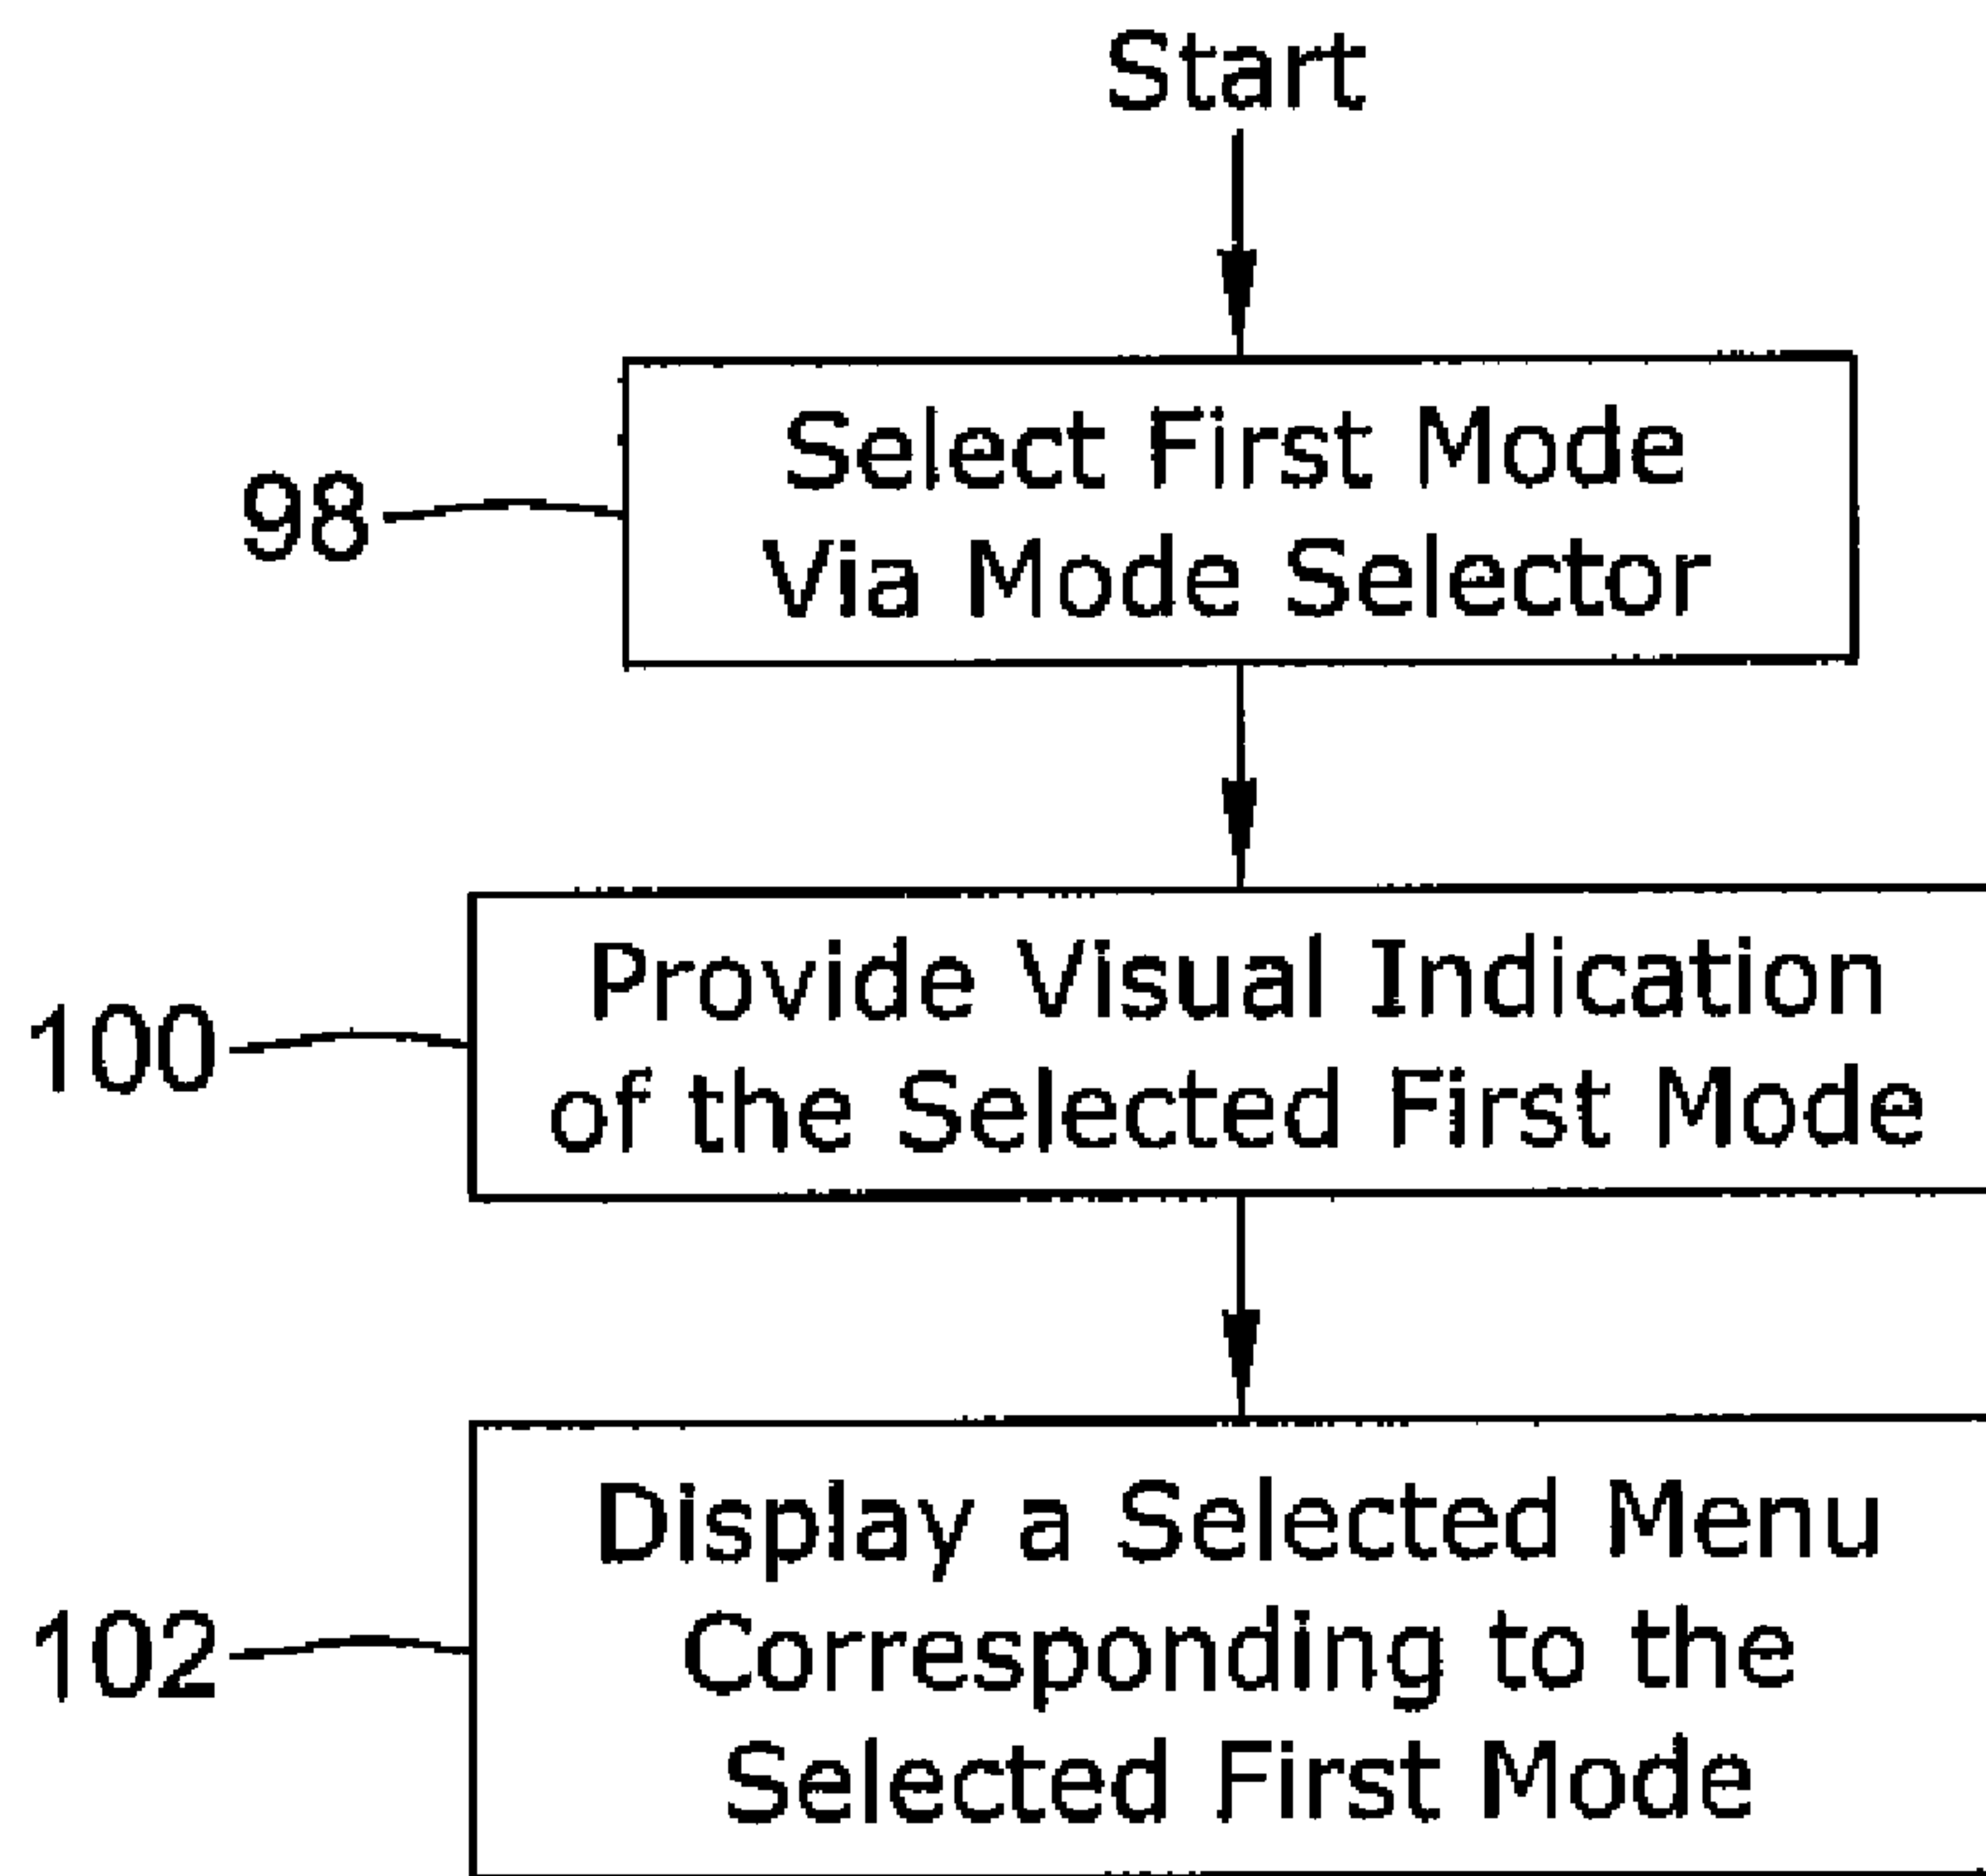 Start
Select First Mode
Via Mode Selector
98
Provide Visual Indication
of the Selected First Mode
100
Display a Selected Menu
Corresponding to the
Selected First Mode
102